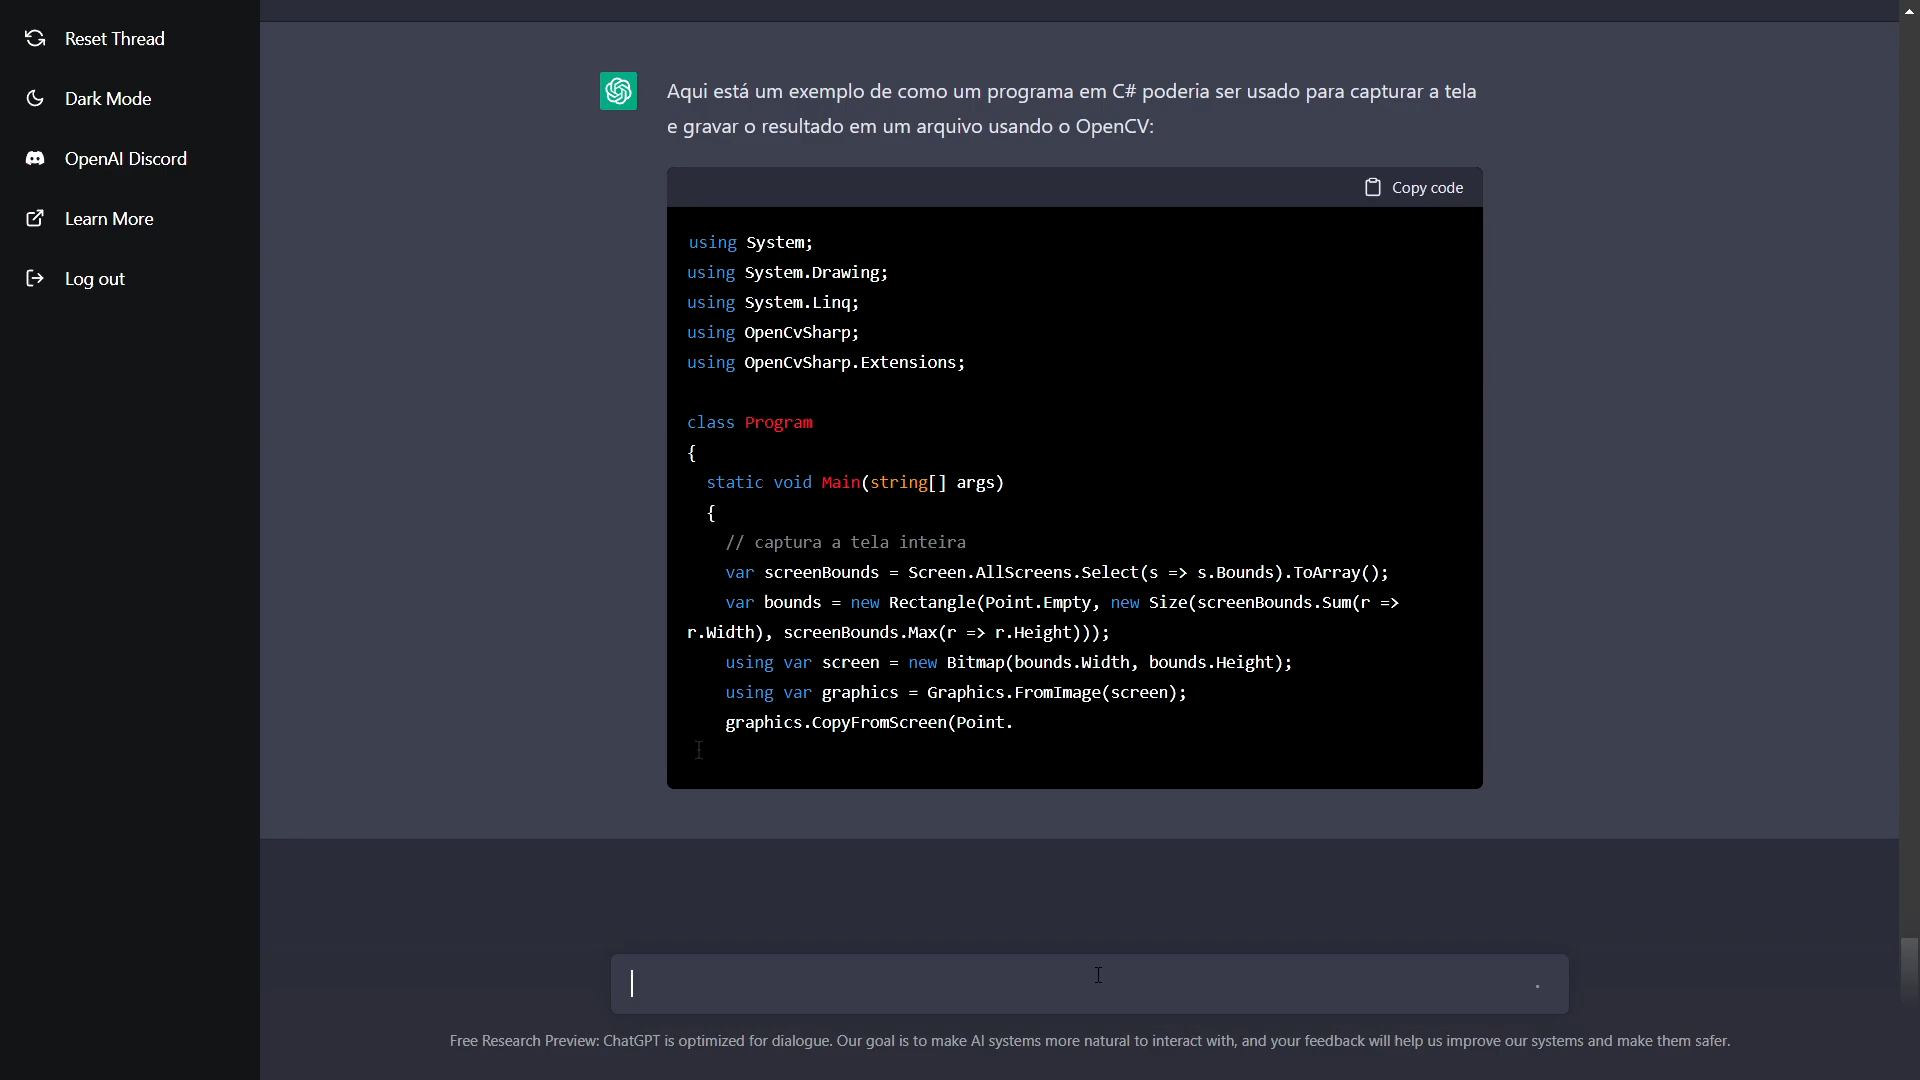 Reset Thread
Dark Mode
OpenAI Discord
Learn More
Log out
Aqui está um exemplo de como um programa em C# poderia ser usado para capturar a tela
e gravar o resultado em um arquivo usando o OpenCV:
Copy code
using System;
using System.Drawing;
using System.Linq;
using OpenCvSharp;
using OpenCvSharp.Extensions;
class Program
{
static void Main(string[] args)
{
// captura a tela inteira
var screenBounds = Screen.AllScreens.Select(s => s.Bounds).ToArray();
var bounds = new Rectangle(Point.Empty, new Size(screenBounds.Sum(r =>
r.Width), screenBounds.Max(r => r.Height)));
using var screen = new Bitmap(bounds.Width, bounds.Height);
using var graphics = Graphics.FromImage(screen);
graphics.CopyFromScreen(Point.
Free Research Preview: ChatGPT is optimized for dialogue. Our goal is to make AI systems more natural to interact with, and your feedback will help us improve our systems and make them safer.